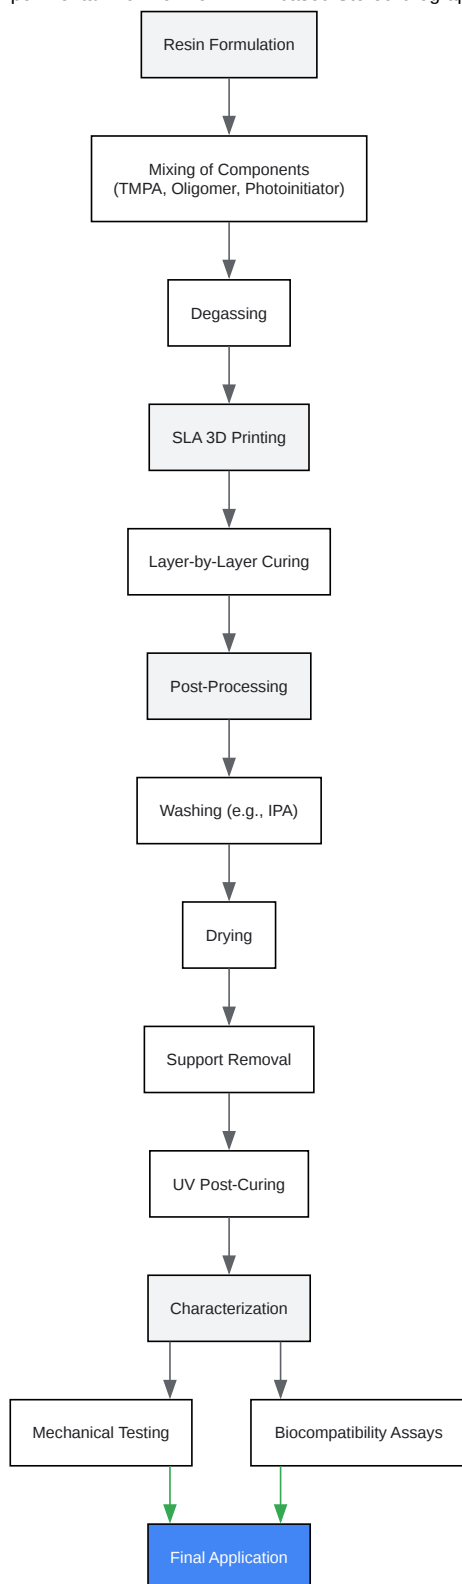 Resin Formulation
Mixing of Components
(TMPA, Oligomer, Photoinitiator)
Degassing
SLA 3D Printing
Layer-by-Layer Curing
Post-Processing
Washing (e.g., IPA)
Drying
Support Removal
UV Post-Curing
Characterization
Mechanical Testing
Biocompatibility Assays
Final Application